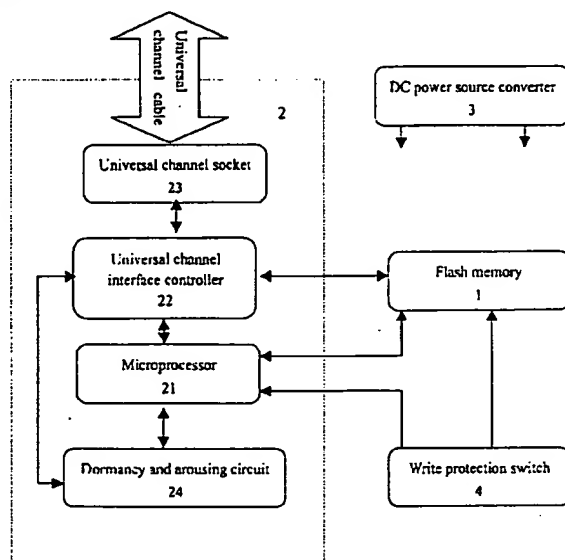 Universal
channel cable
2
DC power source converter
3
Universal channel socket
23
Universal channel
interface controller
22
Flash memory
1
Microprocessor
21
Dormancy and arousing circuit
24
Write protection switch
4